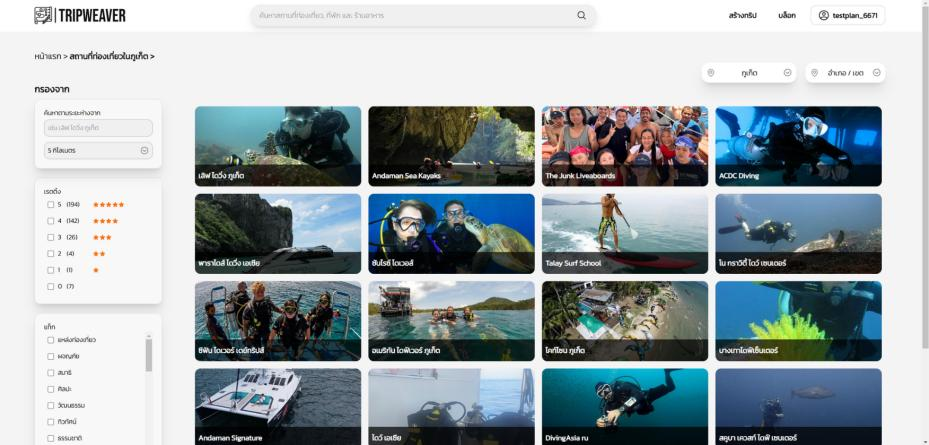 TRIPWEAVER
ค้นหาสถานที่ท่องเที่ยว, ที่พัก และ ร้านอาหาร
สร้างทริป
บล็อก
testplan_6671
หน้าแรก > สถานที่ท่องเที่ยวในภูเก็ต >
ภูเก็ต
อำเภอ / เขต
กรองจาก
ค้นหาตามระยะห่างจาก
เช่น เลิฟ ไดวิ่ง ภูเก็ต
5 กิโลเมตร
เรตติ้ง
5 (194)
4 (142)
3 (26)
2 (4)
1 (1)
0 (7)
แท็ก
แหล่งท่องเที่ยว
ผจญภัย
สมาธิ
ศิลปะ
วัฒนธรรม
ทิวทัศน์
ธรรมชาติ
เลิฟ ไดวิ่ง ภูเก็ต
Andaman Sea Kayaks
The Junk Liveaboards
ACDC Diving
พาราไดส์ ไดวิ่ง เอเชีย
ซันไรซ์ ไดเวอส์
Talay Surf School
โน กราวิตี้ ไดว์ เซนเตอร์
ซีฟัน ไดเวอร์ เดย์ทริปส์
อเมริกัน ไดฟ์เวอร์ ภูเก็ต
ไคท์โซน ภูเก็ต
บางเทาไดฟ์เซ็นเตอร์
Andaman Signature
ไดว์ เอเชีย
DivingAsia ru
สคูบา เควสท์ ไดฟ์ เซนเตอร์